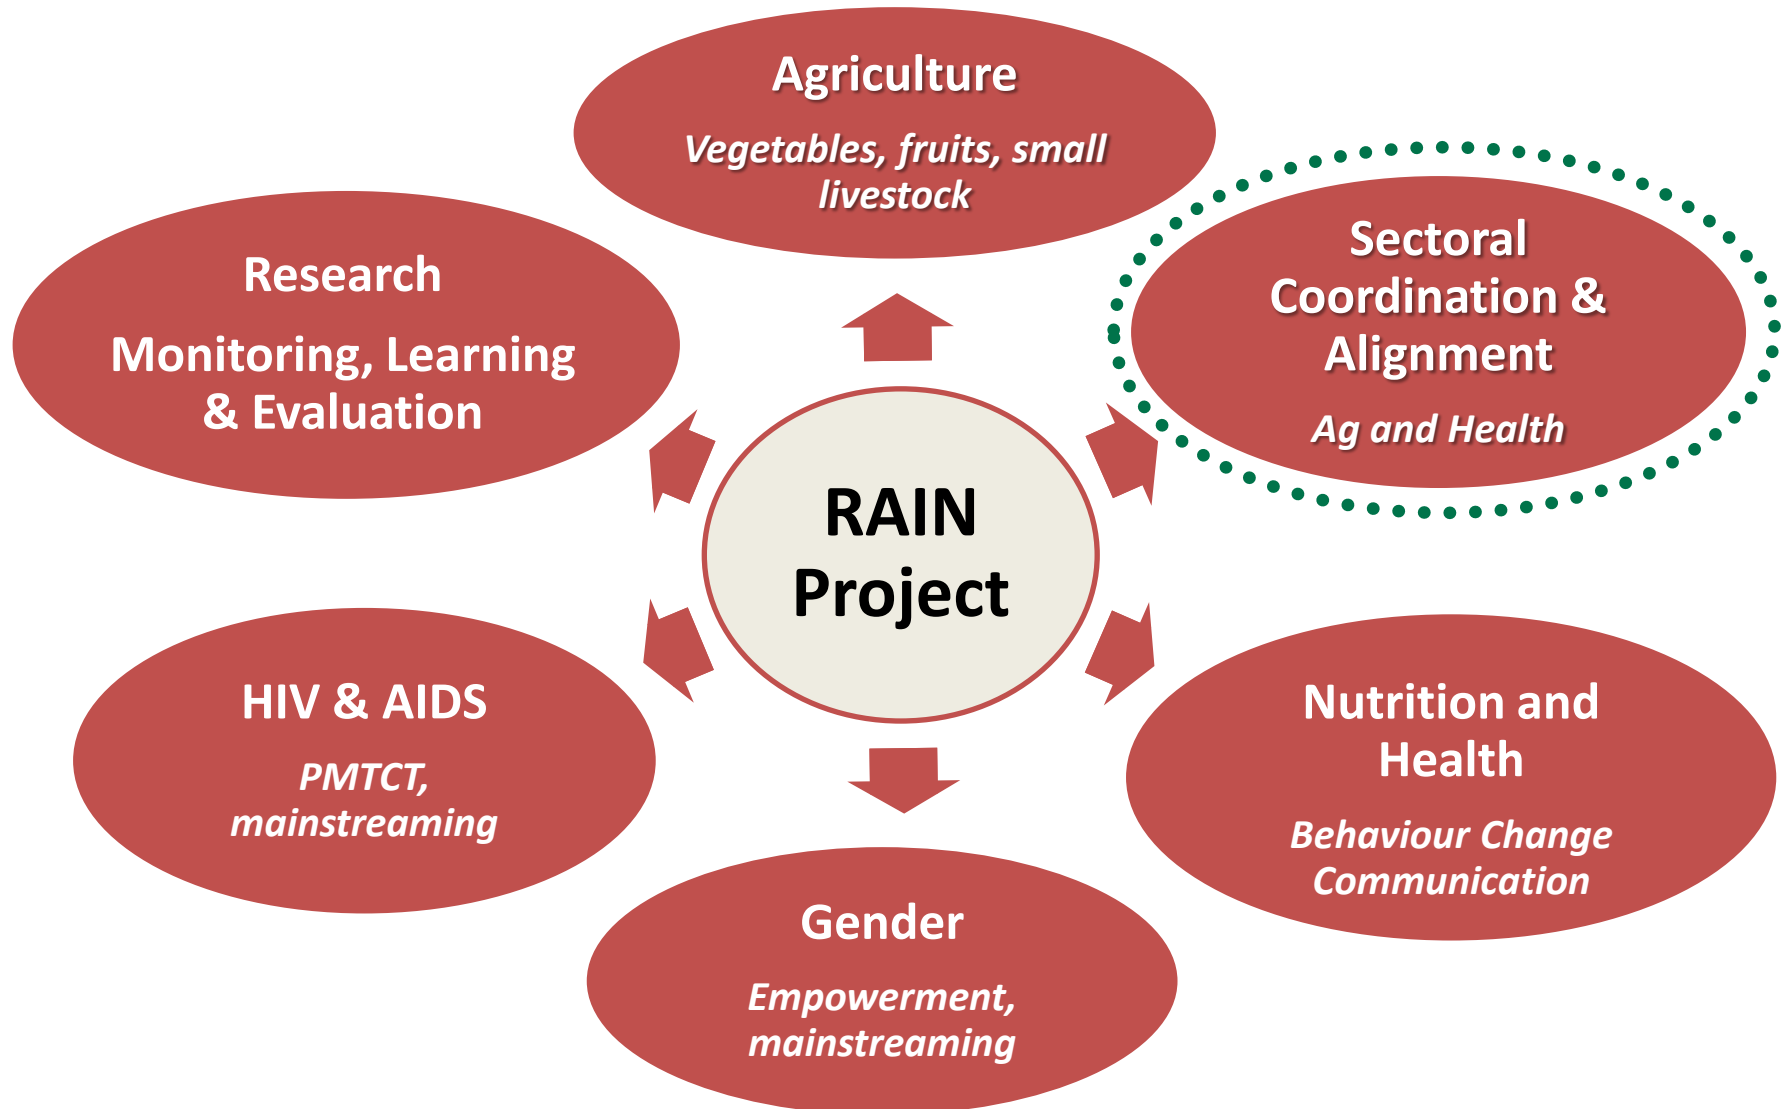 Agriculture
Vegetables, fruits, small
livestock
Sectoral
Coordination &
Alignment
Ag and Health
Research
Monitoring, Learning
& Evaluation
RAIN
Project
HIV & AIDS
PMTCT,
mainstreaming
Nutrition and
Health
Behaviour Change
Communication
Gender
Empowerment,
mainstreaming